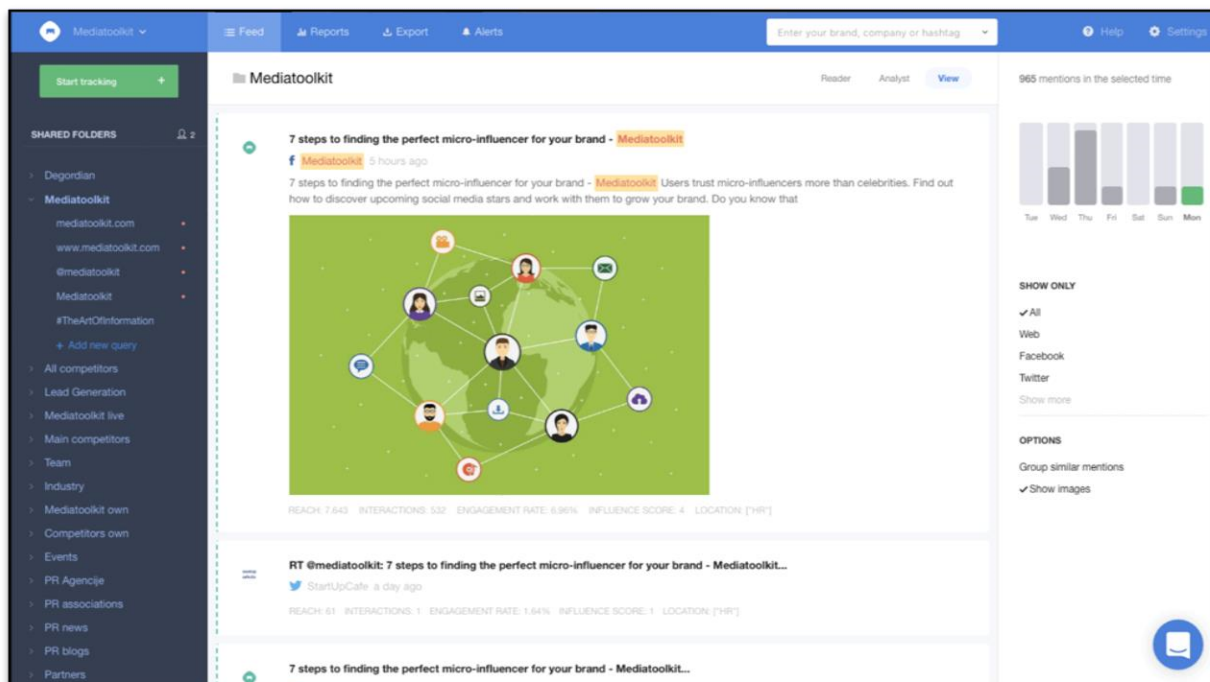 Mediatoolkit
Feed
Reports
Export
Alerts
Enter your brand, company or hashtag
Help
Settings
Start tracking +
SHARED FOLDERS 2
Degordian
Mediatoolkit
mediatoolkit.com
www.mediatoolkit.com
@mediatoolkit
Mediatoolkit
#TheArtOfInformation
+ Add new query
All competitors
Lead Generation
Mediatoolkit live
Main competitors
Team
Industry
Mediatoolkit own
Competitors own
Events
PR Agencije
PR associations
PR news
PR blogs
Partners
Mediatoolkit
Reader Analyst View
7 steps to finding the perfect micro-influencer for your brand - Mediatoolkit
f Mediatoolkit 5 hours ago
7 steps to finding the perfect micro-influencer for your brand - Mediatoolkit Users trust micro-influencers more than celebrities. Find out
how to discover upcoming social media stars and work with them to grow your brand. Do you know that
REACH: 7.643 INTERACTIONS: 532 ENGAGEMENT RATE: 6.96% INFLUENCE SCORE: 4 LOCATION: ["HR"]
RT @mediatoolkit: 7 steps to finding the perfect micro-influencer for your brand - Mediatoolkit...
StartUpCafe a day ago
REACH: 61 INTERACTIONS: 1 ENGAGEMENT RATE: 1.64% INFLUENCE SCORE: 1 LOCATION: ["HR"]
7 steps to finding the perfect micro-influencer for your brand - Mediatoolkit...
965 mentions in the selected time
Tue Wed Thu Fri Sat Sun Mon
SHOW ONLY
All
Web
Facebook
Twitter
Show more
OPTIONS
Group similar mentions
Show images